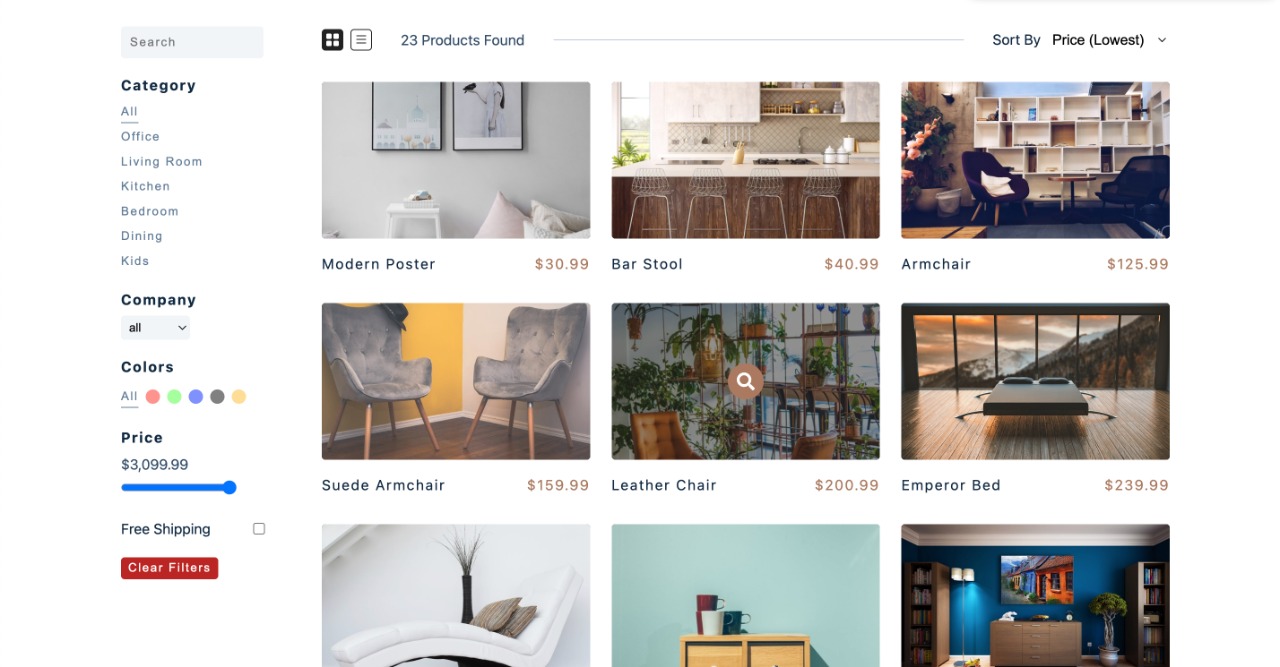 Search
Category
All
Office
Living Room
Kitchen
Bedroom
Dining
Kids
Company
all
Colors
All
Price
$3,099.99
Free Shipping
Clear Filters
23 Products Found
Sort By Price (Lowest)
Modern Poster $30.99
Bar Stool $40.99
Armchair $125.99
Suede Armchair $159.99
Leather Chair $200.99
Emperor Bed $239.99